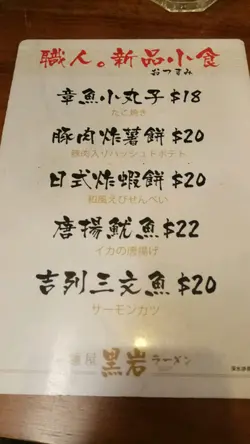 職人。新品小食
おつまみ
章魚小丸子 $18
たこ焼き
豚肉炸薯餅 $20
豚肉入りハッシュドポテト
日式炸蝦餅 $20
和風えびせんべい
唐揚魷魚 $22
イカの唐揚げ
吉列三文魚 $20
サーモンカツ
黒岩 ラーメン